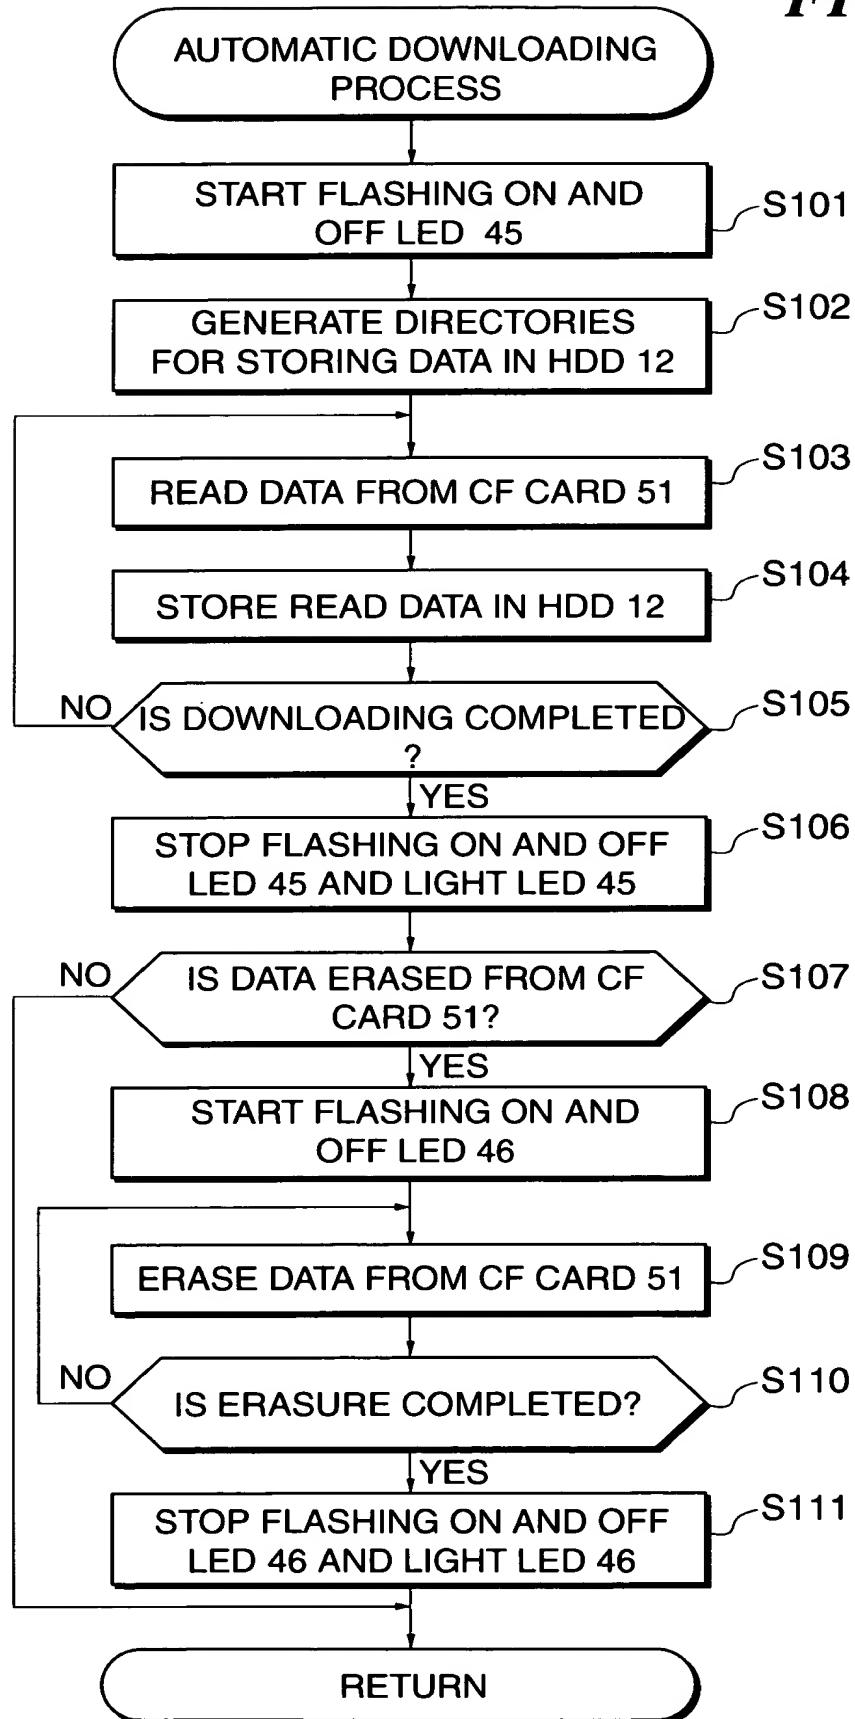 AUTOMATIC DOWNLOADING
PROCESS
START FLASHING ON AND
OFF LED 45
S101
GENERATE DIRECTORIES
FOR STORING DATA IN HDD 12
S102
READ DATA FROM CF CARD 51
S103
STORE READ DATA IN HDD 12
S104
NO
IS DOWNLOADING COMPLETED
?
S105
YES
STOP FLASHING ON AND OFF
LED 45 AND LIGHT LED 45
S106
NO
IS DATA ERASED FROM CF
CARD 51?
S107
YES
START FLASHING ON AND
OFF LED 46
S108
ERASE DATA FROM CF CARD 51
S109
NO
IS ERASURE COMPLETED?
S110
YES
STOP FLASHING ON AND OFF
LED 46 AND LIGHT LED 46
S111
RETURN